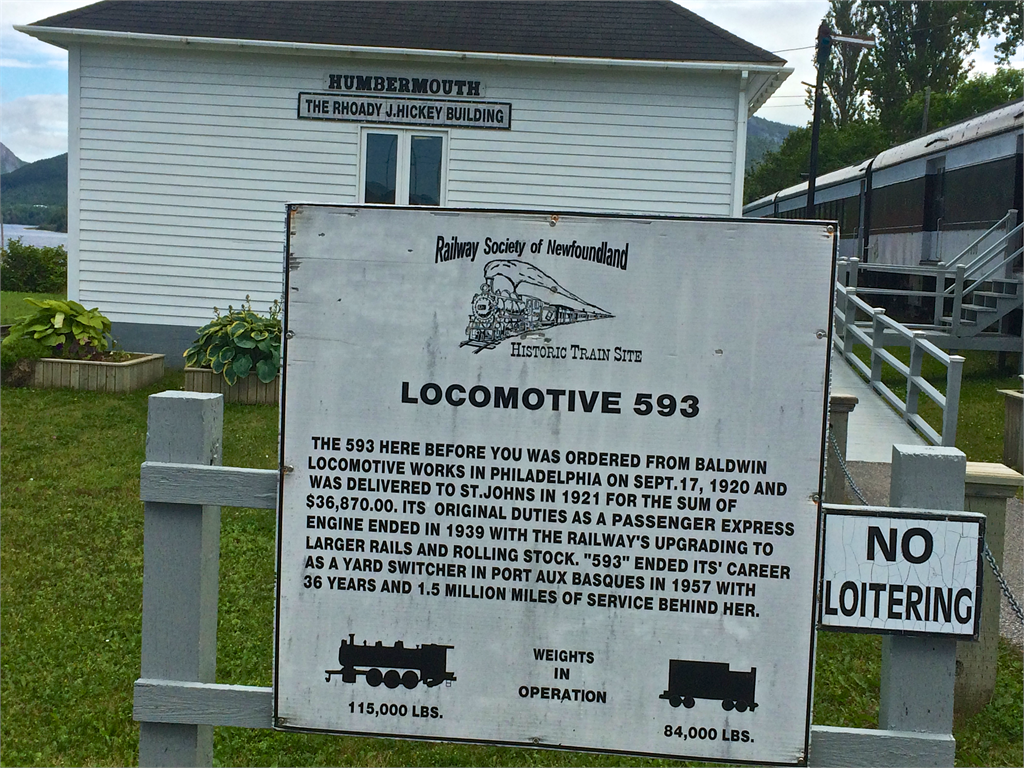 HUMBERMOUTH
THE RHOADY J.HICKEY BUILDING
Railway Society of Newfoundland
HISTORIC TRAIN SITE
LOCOMOTIVE 593
THE 593 HERE BEFORE YOU WAS ORDERED FROM BALDWIN
LOCOMOTIVE WORKS IN PHILADELPHIA ON SEPT.17, 1920 AND
WAS DELIVERED TO ST.JOHNS IN 1921 FOR THE SUM OF
$36,870.00. ITS ORIGINAL DUTIES AS A PASSENGER EXPRESS
ENGINE ENDED IN 1939 WITH THE RAILWAY'S UPGRADING TO
LARGER RAILS AND ROLLING STOCK. "593" ENDED ITS' CAREER
AS A YARD SWITCHER IN PORT AUX BASQUES IN 1957 WITH
36 YEARS AND 1.5 MILLION MILES OF SERVICE BEHIND HER.
WEIGHTS
IN
OPERATION
115,000 LBS.
84,000 LBS.
NO
LOITERING